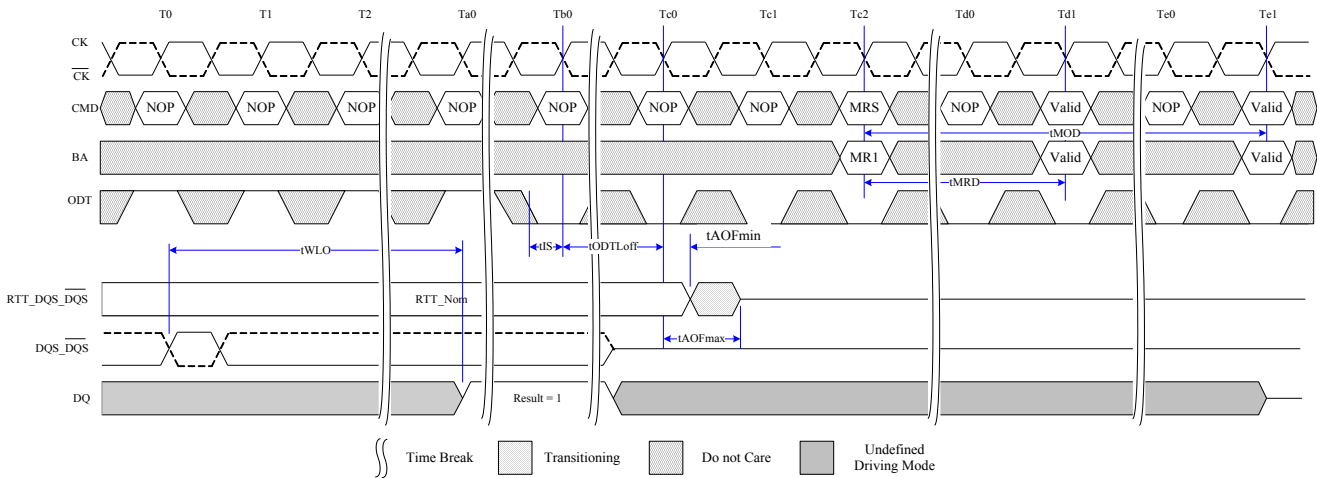 T0 T1 T2 Ta0 Tb0 Tc0 Tc1 Tc2 Td0 Td1 Te0 Te1
CK
CK
CMD NOP NOP NOP NOP NOP NOP NOP MRS NOP Valid NOP Valid
tMOD
BA MR1 Valid Valid
tMRD
ODT
tAOFmin
tWLO tIS tODTLoff
RTT_DQS_DQS RTT_Nom
tAOFmax
DQS_DQS
DQ Result = 1
Time Break Transitioning Do not Care Undefined
Driving Mode